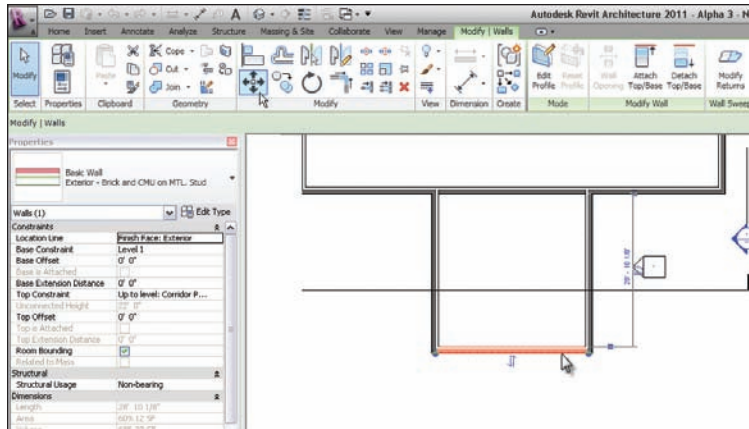 Autodesk Revit Architecture 2011 - Alpha 3 - N
Home Insert Annotate Analyze Structure Massing & Site Collaborate View Manage Modify | Walls
Modify
Paste
Cope
Cut
Join
Edit Profile
Reset Profile
Wall Opening
Attach Top/Base
Detach Top/Base
Modify Returns
Select Properties Clipboard Geometry Modify View Dimension Create Mode Modify Wall Wall Sweep
Modify | Walls
Properties
Basic Wall
Exterior - Brick and CMU on MTL. Stud
Walls (1) Edit Type
Constraints
Location Line Finish Face: Exterior
Base Constraint Level 1
Base Offset 0' 0"
Base is Attached
Base Extension Distance 0' 0"
Top Constraint Up to level: Corridor P...
Unconnected Height
Top Offset 0' 0"
Top is Attached
Top Extension Distance 0' 0"
Room Bounding
Related to Mass
Structural
Structural Usage Non-bearing
Dimensions
Length
Area